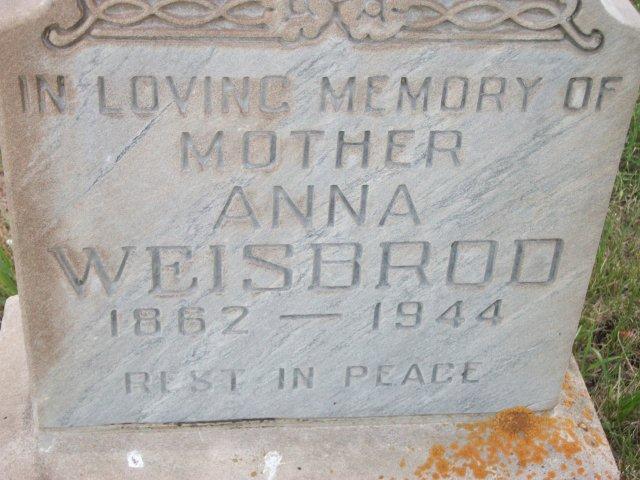 IN LOVING MEMORY OF
MOTHER
ANNA
WEISBROD
1862 — 1944
REST IN PEACE